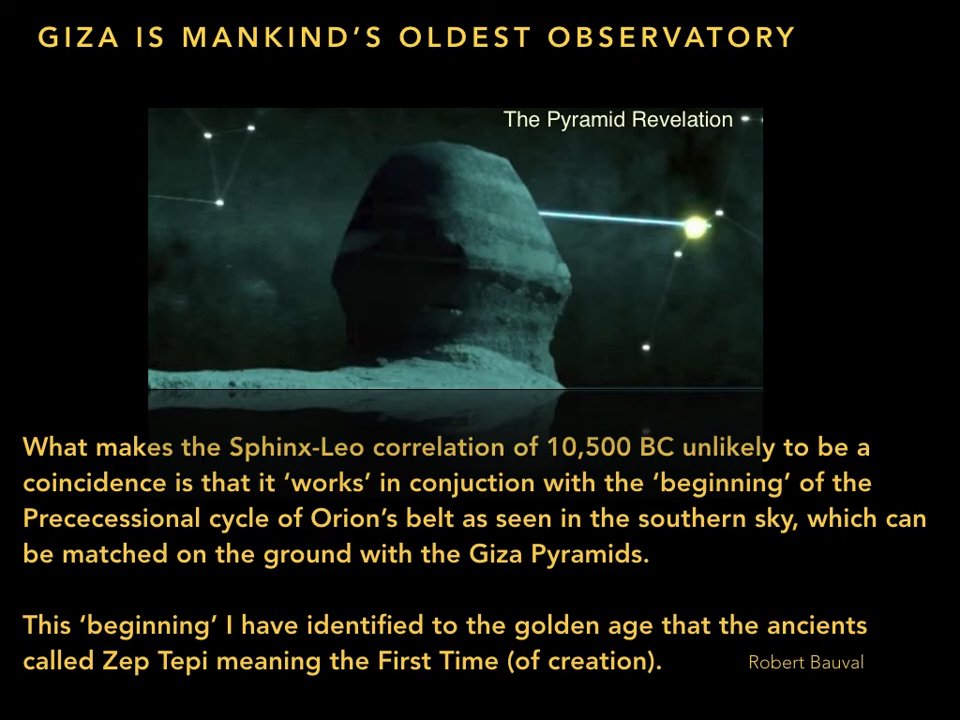 GIZA IS MANKIND'S OLDEST OBSERVATORY
The Pyramid Revelation
What makes the Sphinx-Leo correlation of 10,500 BC unlikely to be a
coincidence is that it ‘works’ in conjuction with the ‘beginning’ of the
Prececessional cycle of Orion’s belt as seen in the southern sky, which can
be matched on the ground with the Giza Pyramids.
This ‘beginning’ I have identified to the golden age that the ancients
called Zep Tepi meaning the First Time (of creation). Robert Bauval